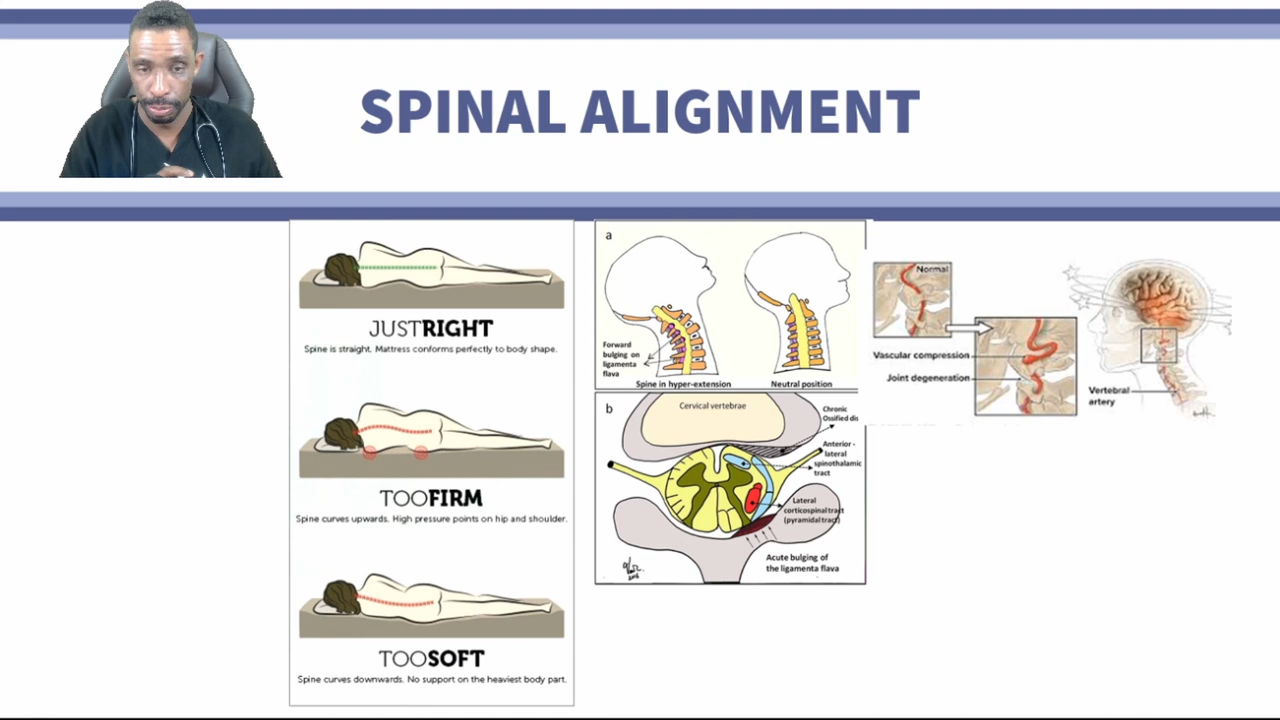 SPINAL ALIGNMENT
JUSTRIGHT
Spine is straight. Mattress conforms perfectly to body shape.
TOOFIRM
Spine curves upwards. High pressure points on hip and shoulder.
TOOSOFT
Spine curves downwards. No support on the heaviest body part.
a
Forward
bulging on
ligamenta
flava
Spine in hyper-extension
Neutral position
b
Cervical vertebrae
Chronic
Ossified dis
Anterior -
lateral
spinothalamic
tract
Lateral
corticospinal tract
(pyramidal tract)
Acute bulging of
the ligamenta flava
2016
Normal
Vascular compression
Joint degeneration
Vertebral
artery